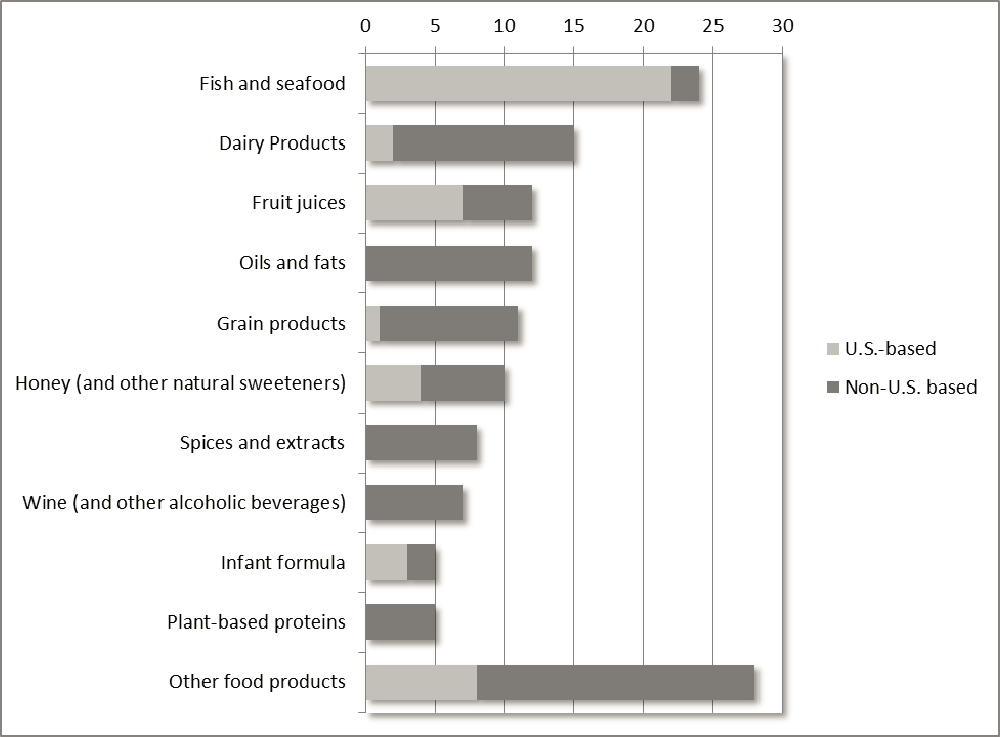 0 5 10 15 20 25 30
Fish and seafood
Dairy Products
Fruit juices
Oils and fats
Grain products
Honey (and other natural sweeteners)
Spices and extracts
Wine (and other alcoholic beverages)
Infant formula
Plant-based proteins
Other food products
U.S.-based
Non-U.S. based